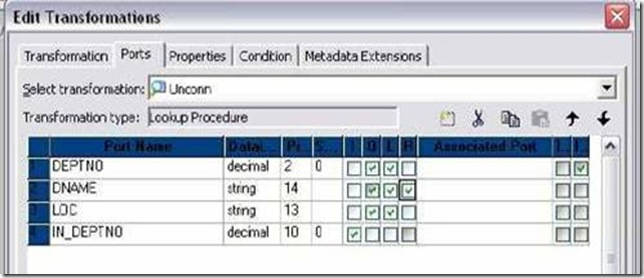 Edit Transformations
Transformation Ports Properties Condition Metadata Extensions
Select transformation: Unconn
Transformation type: Lookup Procedure
Port Name Datat... Pr. S... I O L R Associated Port I... I...
1 DEPTNO decimal 2 0
2 DNAME string 14
3 LOC string 13
4 IN_DEPTNO decimal 10 0